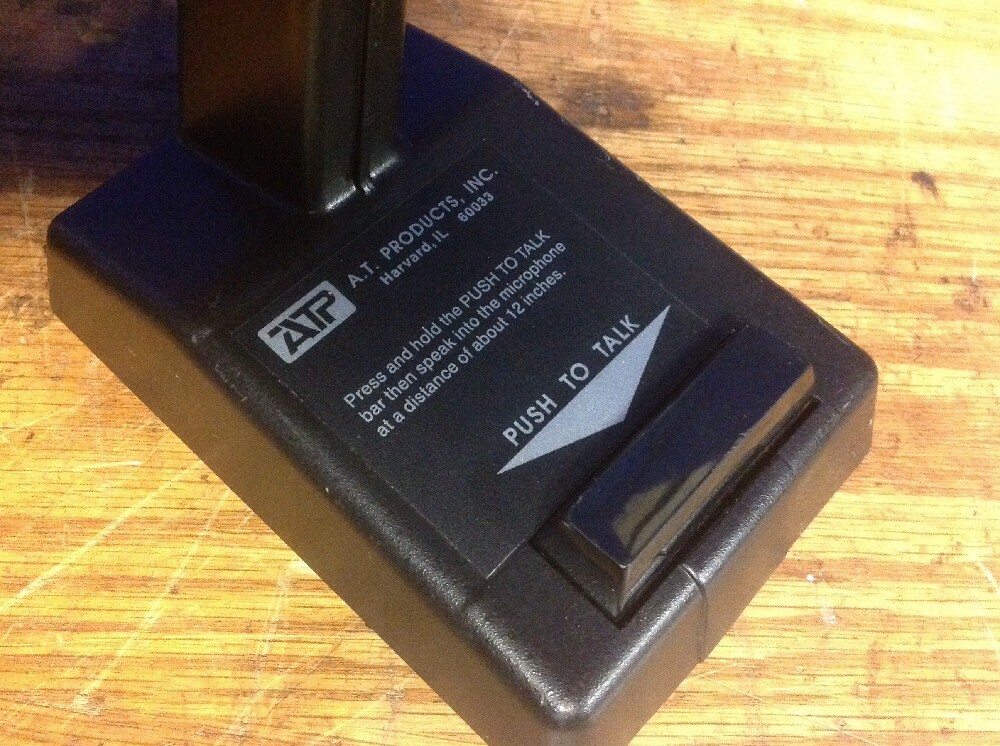 ATP
A.T. PRODUCTS, INC.
Harvard, IL 60033
Press and hold the PUSH TO TALK
bar then speak into the microphone
at a distance of about 12 inches.
PUSH TO TALK